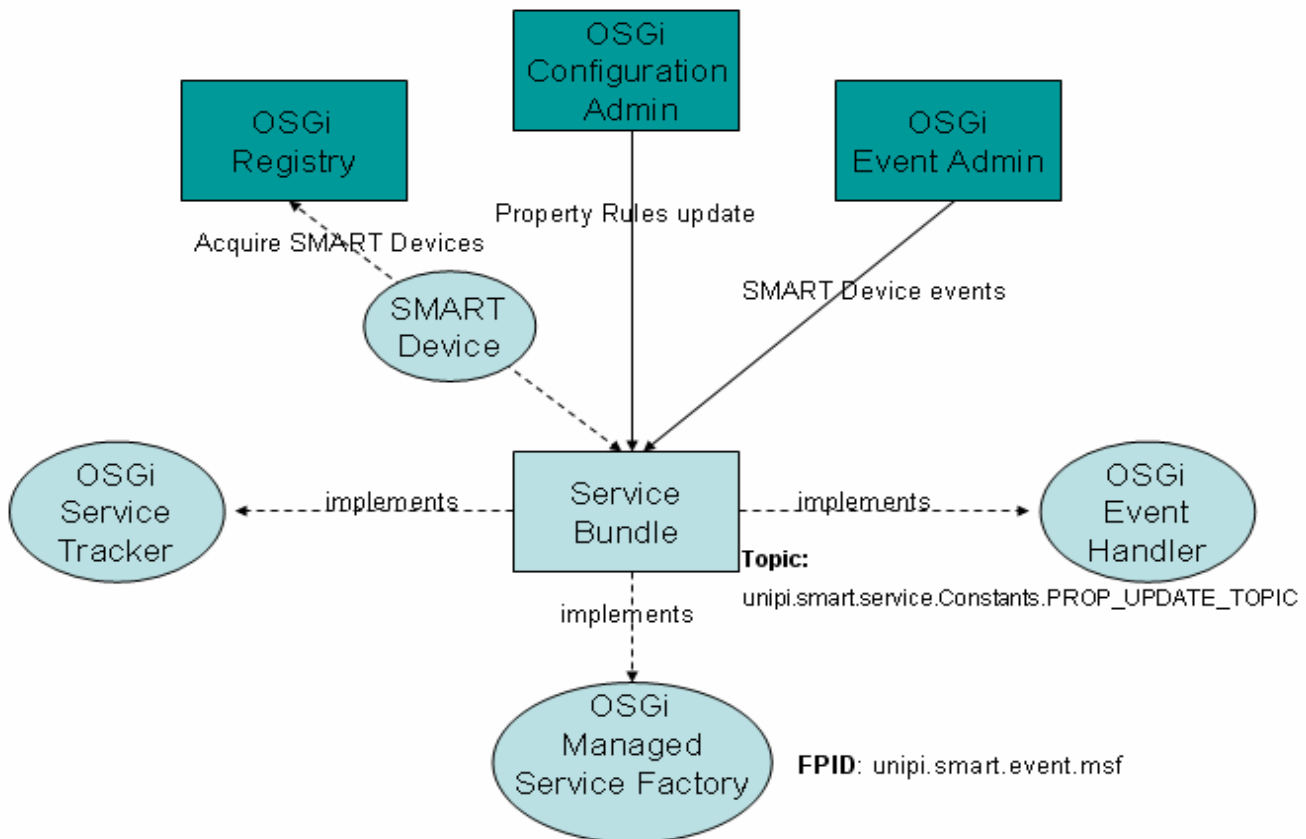 OSGi
Configuration
Admin
OSGi
Registry
OSGi
Event Admin
Property Rules update
Acquire SMART Devices
SMART Device events
SMART
Device
OSGi
Service
Tracker
implements
Service
Bundle
implements
OSGi
Event
Handler
Topic:
unipi.smart.service.Constants.PROP_UPDATE_TOPIC
implements
OSGi
Managed
Service Factory
FPID: unipi.smart.event.msf